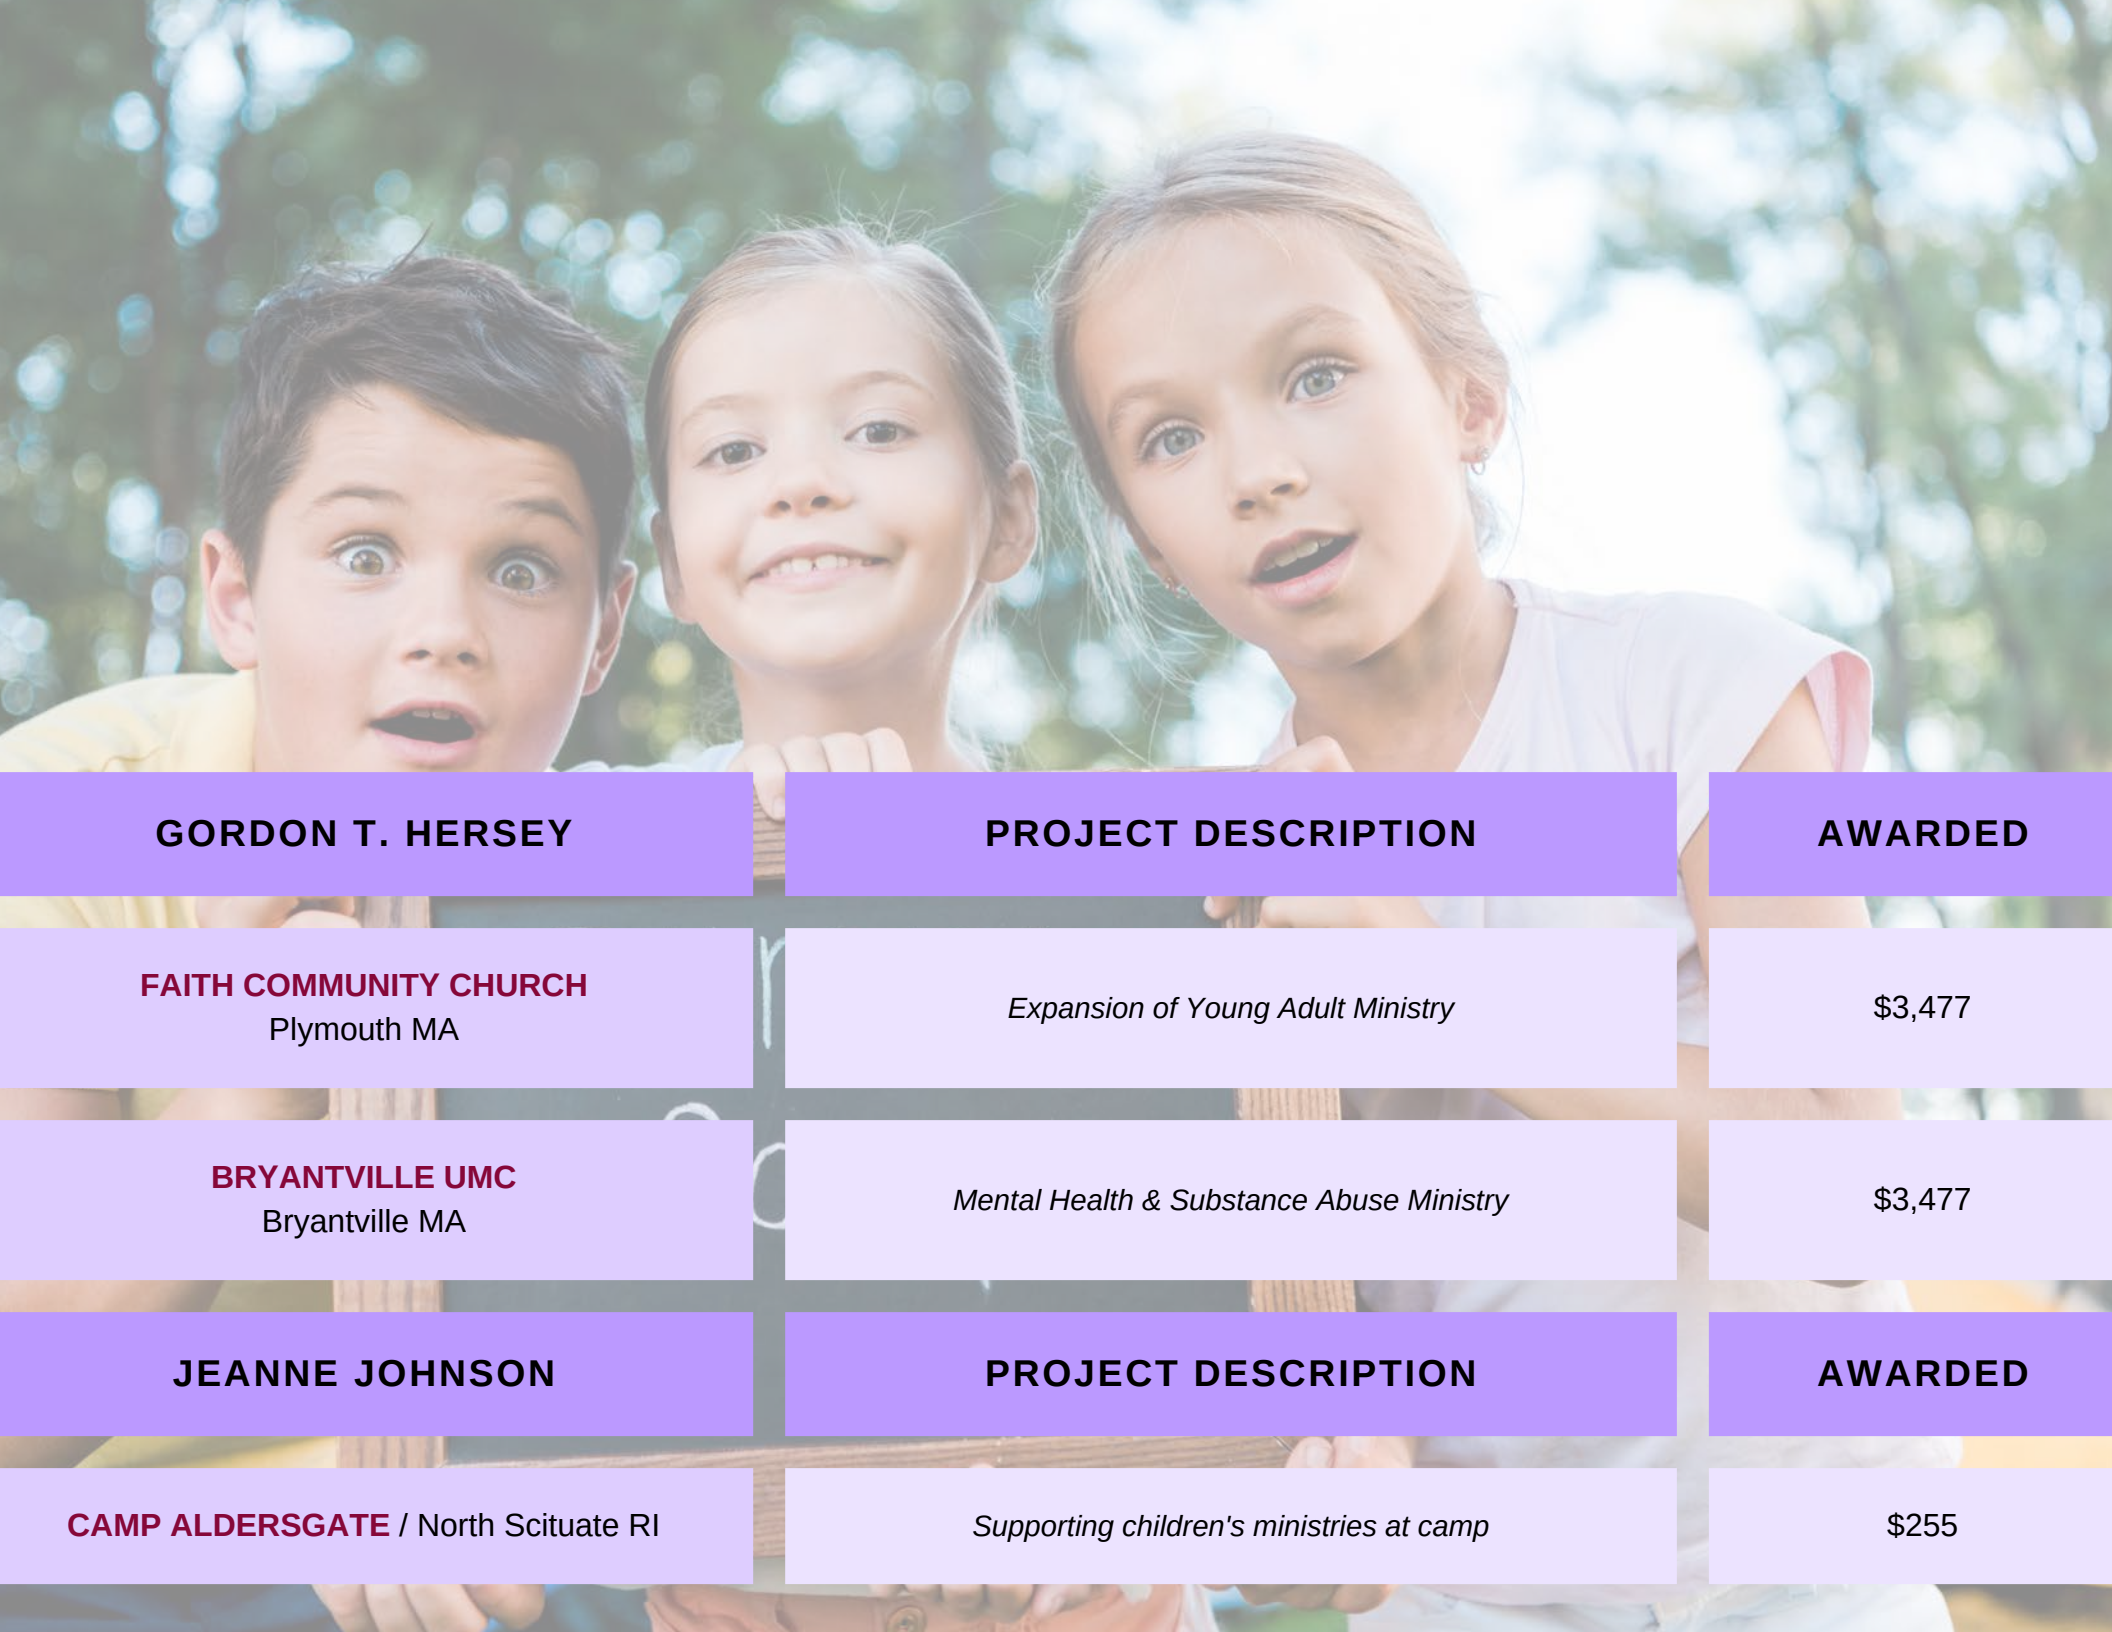 GORDON T. HERSEY PROJECT DESCRIPTION AWARDED
FAITH COMMUNITY CHURCH
Plymouth MA
Expansion of Young Adult Ministry
$3,477
BRYANTVILLE UMC
Bryantville MA
Mental Health & Substance Abuse Ministry
$3,477
JEANNE JOHNSON PROJECT DESCRIPTION AWARDED
CAMP ALDERSGATE / North Scituate RI Supporting children's ministries at camp $255